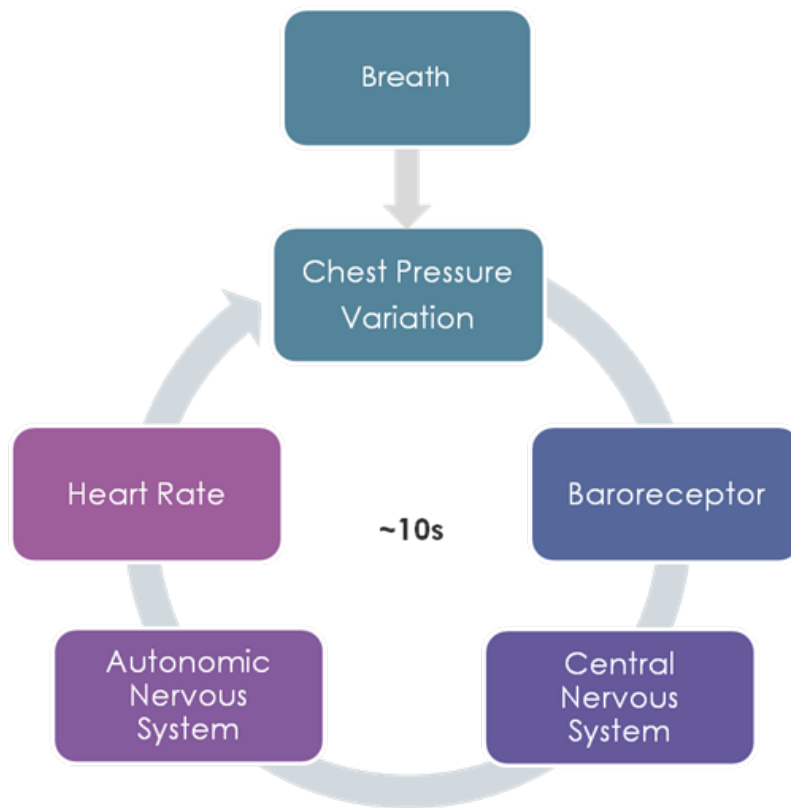 Breath
Chest Pressure
Variation
Heart Rate
Baroreceptor
~10s
Autonomic
Nervous
System
Central
Nervous
System